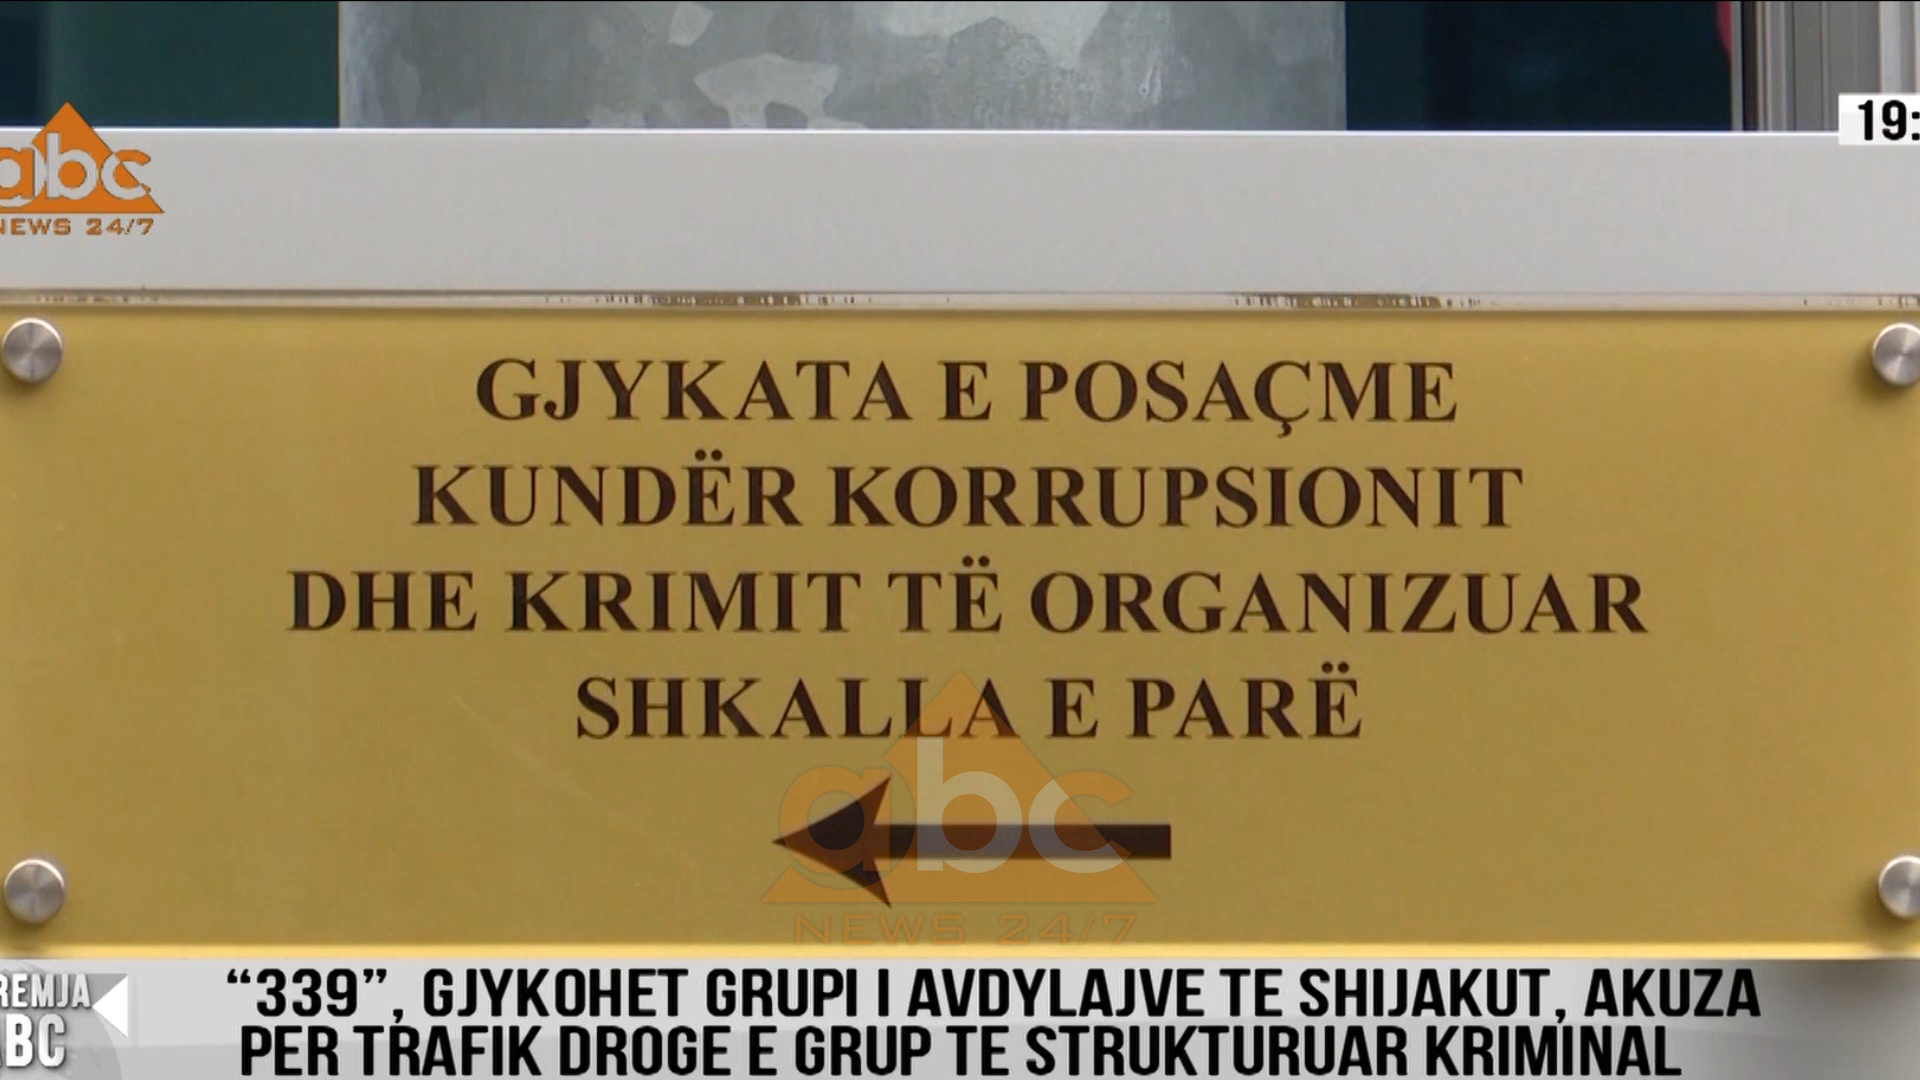 19:
abc
NEWS 24/7
GJYKATA E POSAÇME
KUNDËR KORRUPSIONIT
DHE KRIMIT TË ORGANIZUAR
SHKALLA E PARË
abc
NEWS 24/7
REMJA
ABC
“339”, GJYKOHET GRUPI I AVDYLAJVE TE SHIJAKUT, AKUZA
PER TRAFIK DROGE E GRUP TE STRUKTURUAR KRIMINAL